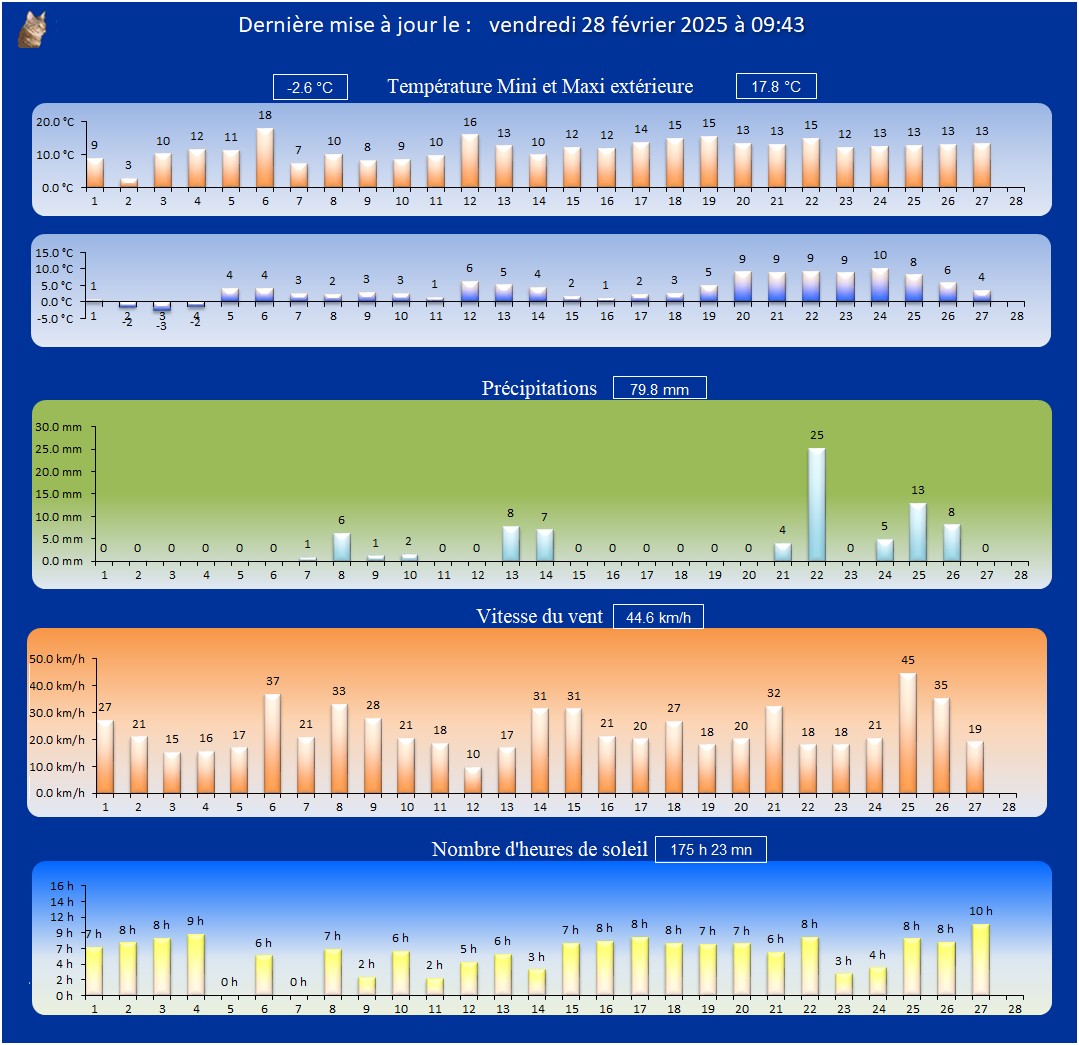 Dernière mise à jour le : vendredi 28 février 2025 à 09:43
-2.6 °C Température Mini et Maxi extérieure 17.8 °C
18
16
15 15 15
14
13 13 13 13 13 13 13
12 12 12 12
11
10 10 10 10
9 9
8
7
3
20.0 °C
10.0 °C
0.0 °C
1 2 3 4 5 6 7 8 9 10 11 12 13 14 15 16 17 18 19 20 21 22 23 24 25 26 27 28
15.0 °C
10.0 °C
5.0 °C
0.0 °C
-5.0 °C
1 -2 -3 -2 4 4 3 2 3 3 1 6 5 4 2 1 2 3 5 9 9 9 9 10 8 6 4
1 2 3 4 5 6 7 8 9 10 11 12 13 14 15 16 17 18 19 20 21 22 23 24 25 26 27 28
Précipitations 79.8 mm
30.0 mm
25.0 mm
20.0 mm
15.0 mm
10.0 mm
5.0 mm
0.0 mm
0 0 0 0 0 0 1 6 1 2 0 0 8 7 0 0 0 0 0 0 4 25 0 5 13 8 0
1 2 3 4 5 6 7 8 9 10 11 12 13 14 15 16 17 18 19 20 21 22 23 24 25 26 27 28
Vitesse du vent 44.6 km/h
50.0 km/h
40.0 km/h
30.0 km/h
20.0 km/h
10.0 km/h
0.0 km/h
27 21 15 16 17 37 21 33 28 21 18 10 17 31 31 21 20 27 18 20 32 18 18 21 45 35 19
1 2 3 4 5 6 7 8 9 10 11 12 13 14 15 16 17 18 19 20 21 22 23 24 25 26 27 28
Nombre d'heures de soleil 175 h 23 mn
16 h
14 h
12 h
9 h
7 h
4 h
2 h
0 h
7 h 8 h 8 h 9 h 0 h 6 h 0 h 7 h 2 h 6 h 2 h 5 h 6 h 3 h 7 h 8 h 8 h 8 h 7 h 7 h 6 h 8 h 3 h 4 h 8 h 8 h 10 h
1 2 3 4 5 6 7 8 9 10 11 12 13 14 15 16 17 18 19 20 21 22 23 24 25 26 27 28